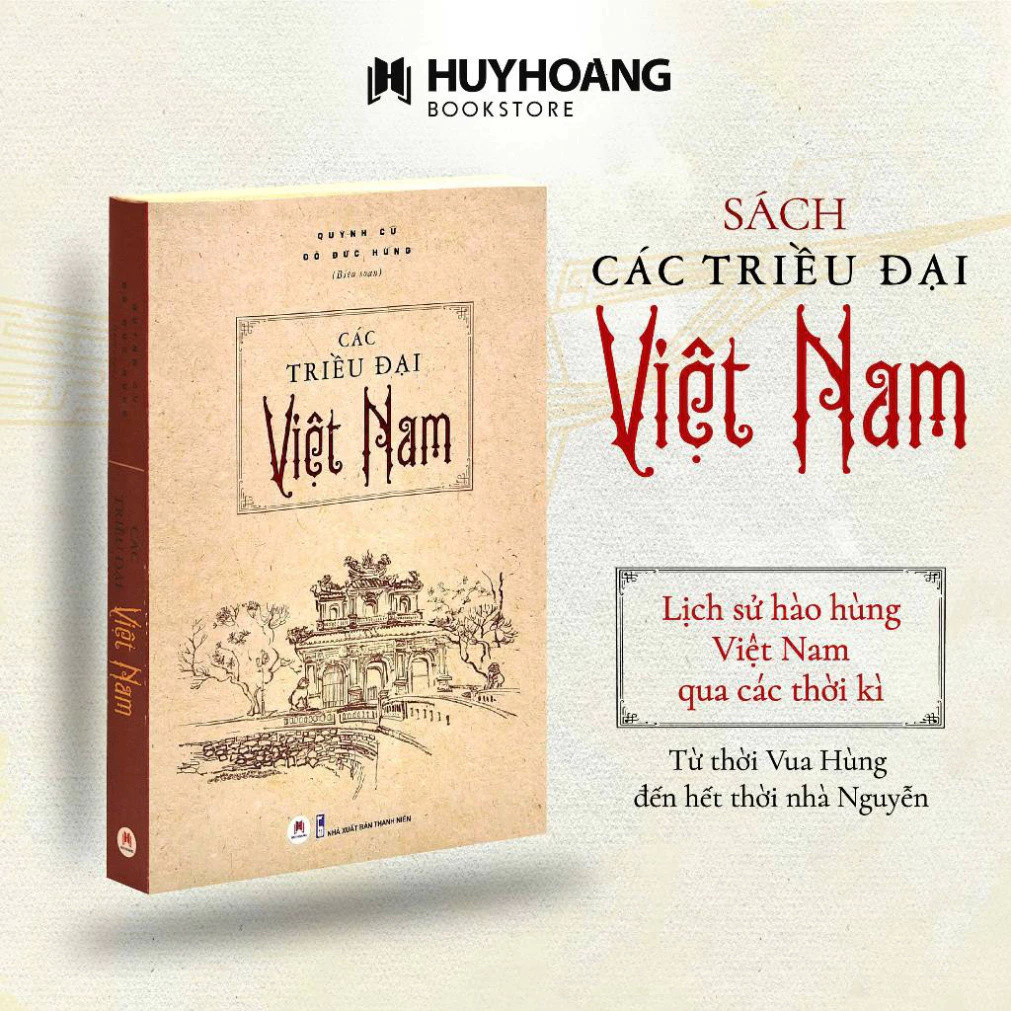 HUYHOANG
BOOKSTORE
QUỲNH CƯ
ĐỖ ĐỨC HÙNG
(Biên soạn)
CÁC
TRIỀU ĐẠI
Việt Nam
CÁC
TRIỀU ĐẠI
Việt Nam
HUYHOANG
HUYHOANG
NHÀ XUẤT BẢN THANH NIÊN
SÁCH
CÁC TRIỀU ĐẠI
Việt Nam
Lịch sử hào hùng
Việt Nam
qua các thời kì
Từ thời Vua Hùng
đến hết thời nhà Nguyễn